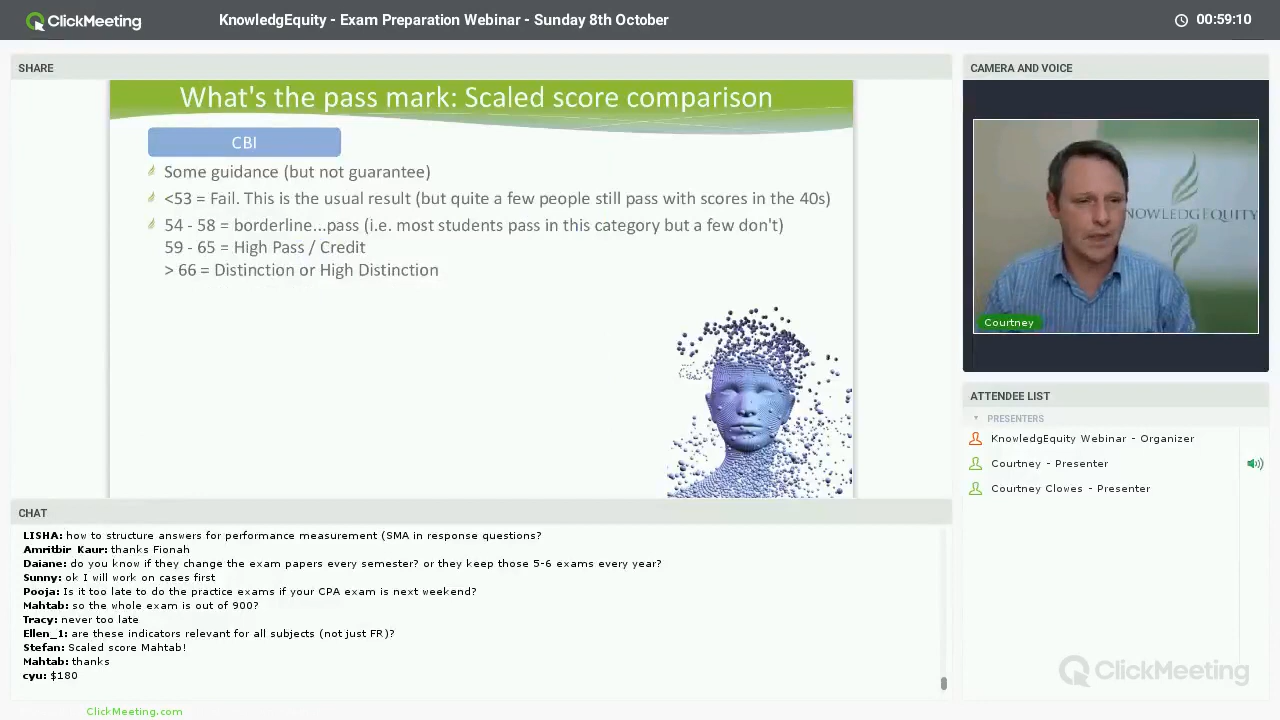 ClickMeeting
KnowledgEquity - Exam Preparation Webinar - Sunday 8th October
00:59:10
SHARE
What's the pass mark: Scaled score comparison
CBI
Some guidance (but not guarantee)
<53 = Fail. This is the usual result (but quite a few people still pass with scores in the 40s)
54 - 58 = borderline...pass (i.e. most students pass in this category but a few don't)
59 - 65 = High Pass / Credit
> 66 = Distinction or High Distinction
CAMERA AND VOICE
NOWLEDGEQUITY
Courtney
ATTENDEE LIST
PRESENTERS
KnowledgEquity Webinar - Organizer
Courtney - Presenter
Courtney Clowes - Presenter
CHAT
LISHA: how to structure answers for performance measurement (SMA in response questions?
Amritbir Kaur: thanks Fionah
Daiane: do you know if they change the exam papers every semester? or they keep those 5-6 exams every year?
Sunny: ok I will work on cases first
Pooja: Is it too late to do the practice exams if your CPA exam is next weekend?
Mahtab: so the whole exam is out of 900?
Tracy: never too late
Ellen_1: are these indicators relevant for all subjects (not just FR)?
Stefan: Scaled score Mahtab!
Mahtab: thanks
cyu: $180
ClickMeeting
ClickMeeting.com